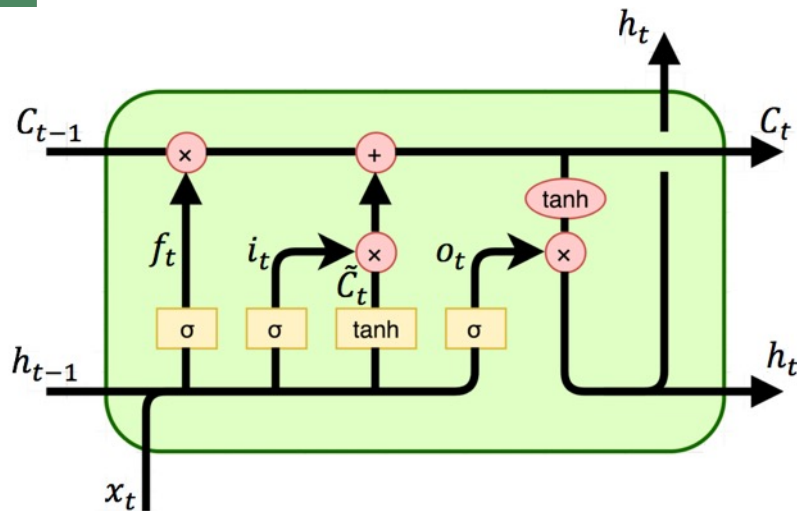 h_t
C_{t-1}
×
+
C_t
tanh
f_t
i_t
×
o_t
×
C̃_t
σ
σ
tanh
σ
h_{t-1}
h_t
x_t